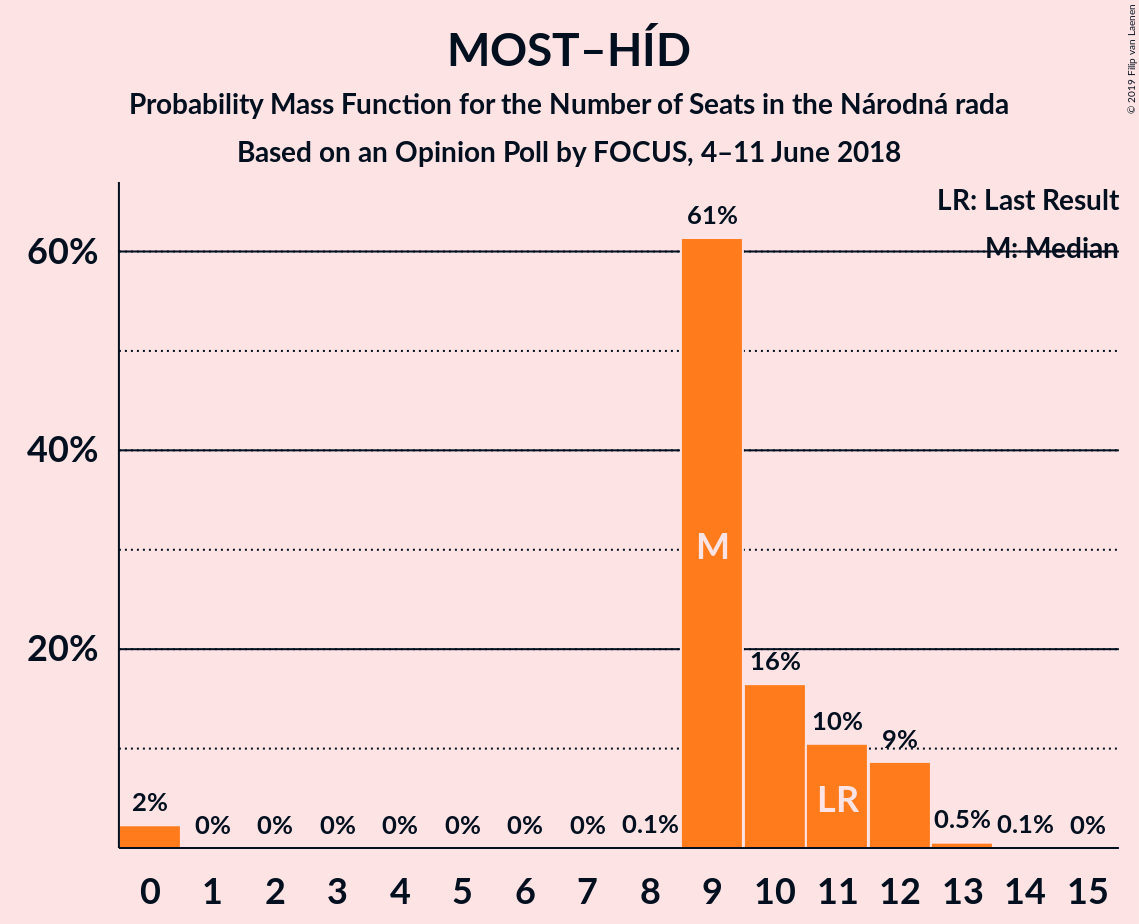 MOST–HÍD
Probability Mass Function for the Number of Seats in the Národná rada
Based on an Opinion Poll by FOCUS, 4–11 June 2018
© 2019 Filip van Laenen
LR: Last Result
M: Median
60%
40%
20%
2%
0%
0%
0%
0%
0%
0%
0%
0.1%
61%
16%
10%
9%
0.5%
0.1%
0%
M
LR
0 1 2 3 4 5 6 7 8 9 10 11 12 13 14 15